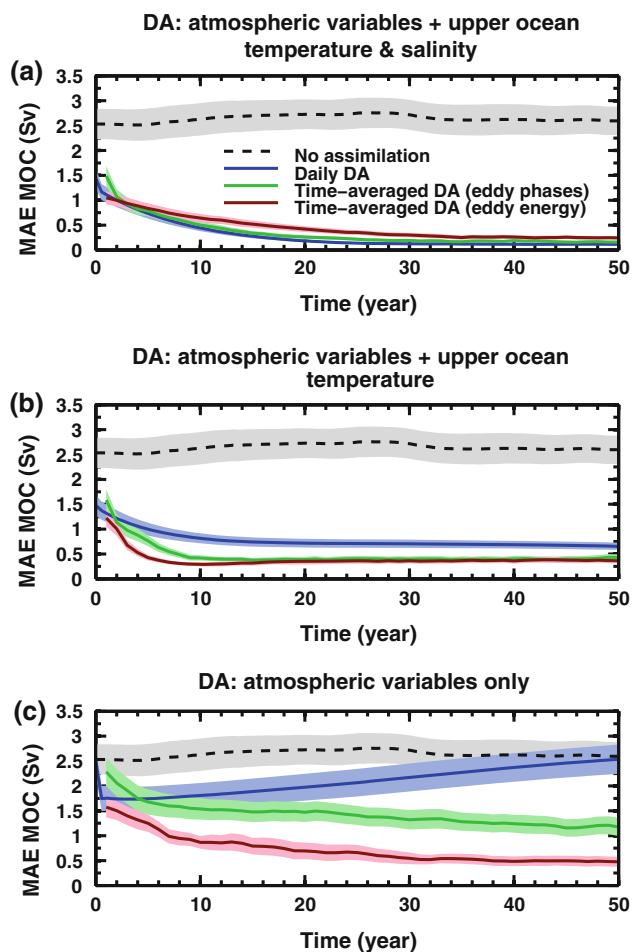 DA: atmospheric variables + upper ocean
temperature & salinity
(a)
3.5
3
2.5
2
1.5
1
0.5
0
MAE MOC (Sv)
No assimilation
Daily DA
Time-averaged DA (eddy phases)
Time-averaged DA (eddy energy)
0 10 20 30 40 50
Time (year)
DA: atmospheric variables + upper ocean
temperature
(b)
3.5
3
2.5
2
1.5
1
0.5
0
MAE MOC (Sv)
0 10 20 30 40 50
Time (year)
DA: atmospheric variables only
(c)
3.5
3
2.5
2
1.5
1
0.5
0
MAE MOC (Sv)
0 10 20 30 40 50
Time (year)